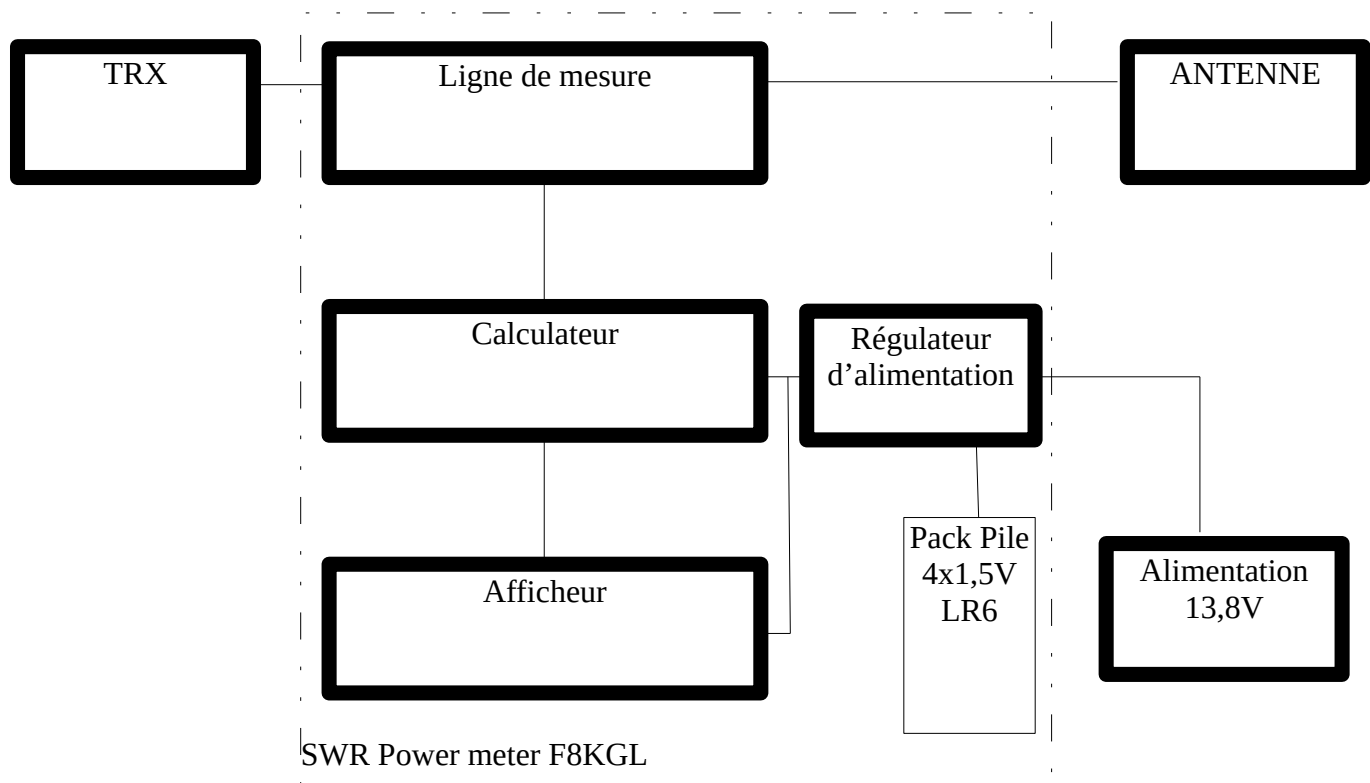 TRX
Ligne de mesure
ANTENNE
Calculateur
Régulateur
d’alimentation
Afficheur
Pack Pile
4x1,5V
LR6
Alimentation
13,8V
SWR Power meter F8KGL